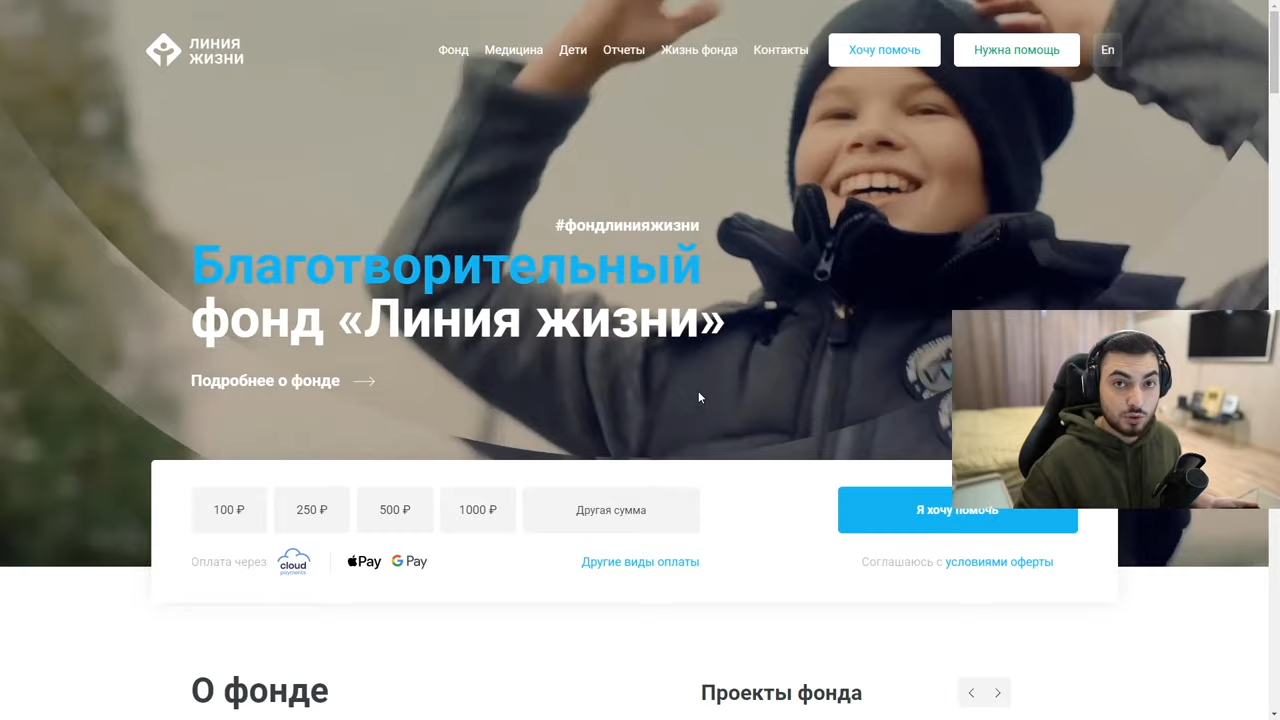 ЛИНИЯ
ЖИЗНИ
Фонд Медицина Дети Отчеты Жизнь фонда Контакты Хочу помочь Нужна помощь En
#фондлинияжизни
Благотворительный
фонд «Линия жизни»
Подробнее о фонде
100 ₽ 250 ₽ 500 ₽ 1000 ₽ Другая сумма Я хочу помочь
Оплата через cloud payments Pay G Pay Другие виды оплаты Соглашаюсь с условиями оферты
О фонде Проекты фонда